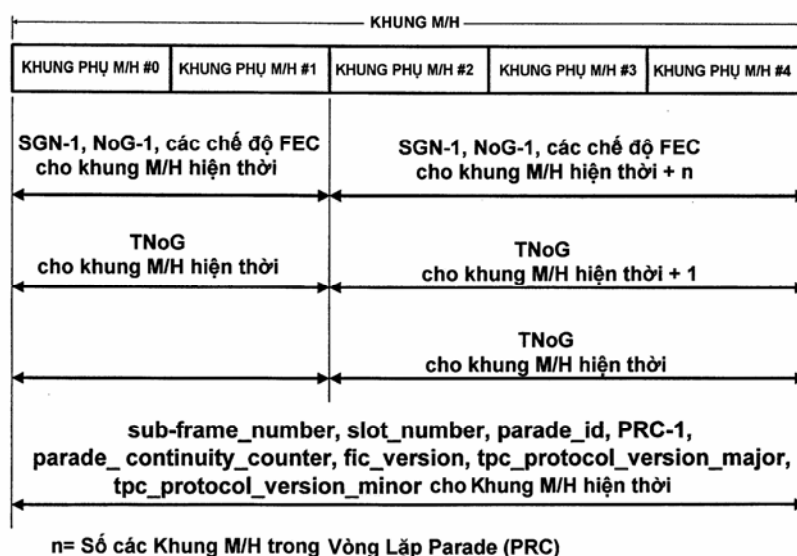 KHUNG M/H
KHUNG PHỤ M/H #0 KHUNG PHỤ M/H #1 KHUNG PHỤ M/H #2 KHUNG PHỤ M/H #3 KHUNG PHỤ M/H #4
SGN-1, NoG-1, các chế độ FEC
cho khung M/H hiện thời
SGN-1, NoG-1, các chế độ FEC
cho khung M/H hiện thời + n
TNoG
cho khung M/H hiện thời
TNoG
cho khung M/H hiện thời + 1
TNoG
cho khung M/H hiện thời
sub-frame_number, slot_number, parade_id, PRC-1,
parade_ continuity_counter, fic_version, tpc_protocol_version_major,
tpc_protocol_version_minor cho Khung M/H hiện thời
n= Số các Khung M/H trong Vòng Lặp Parade (PRC)